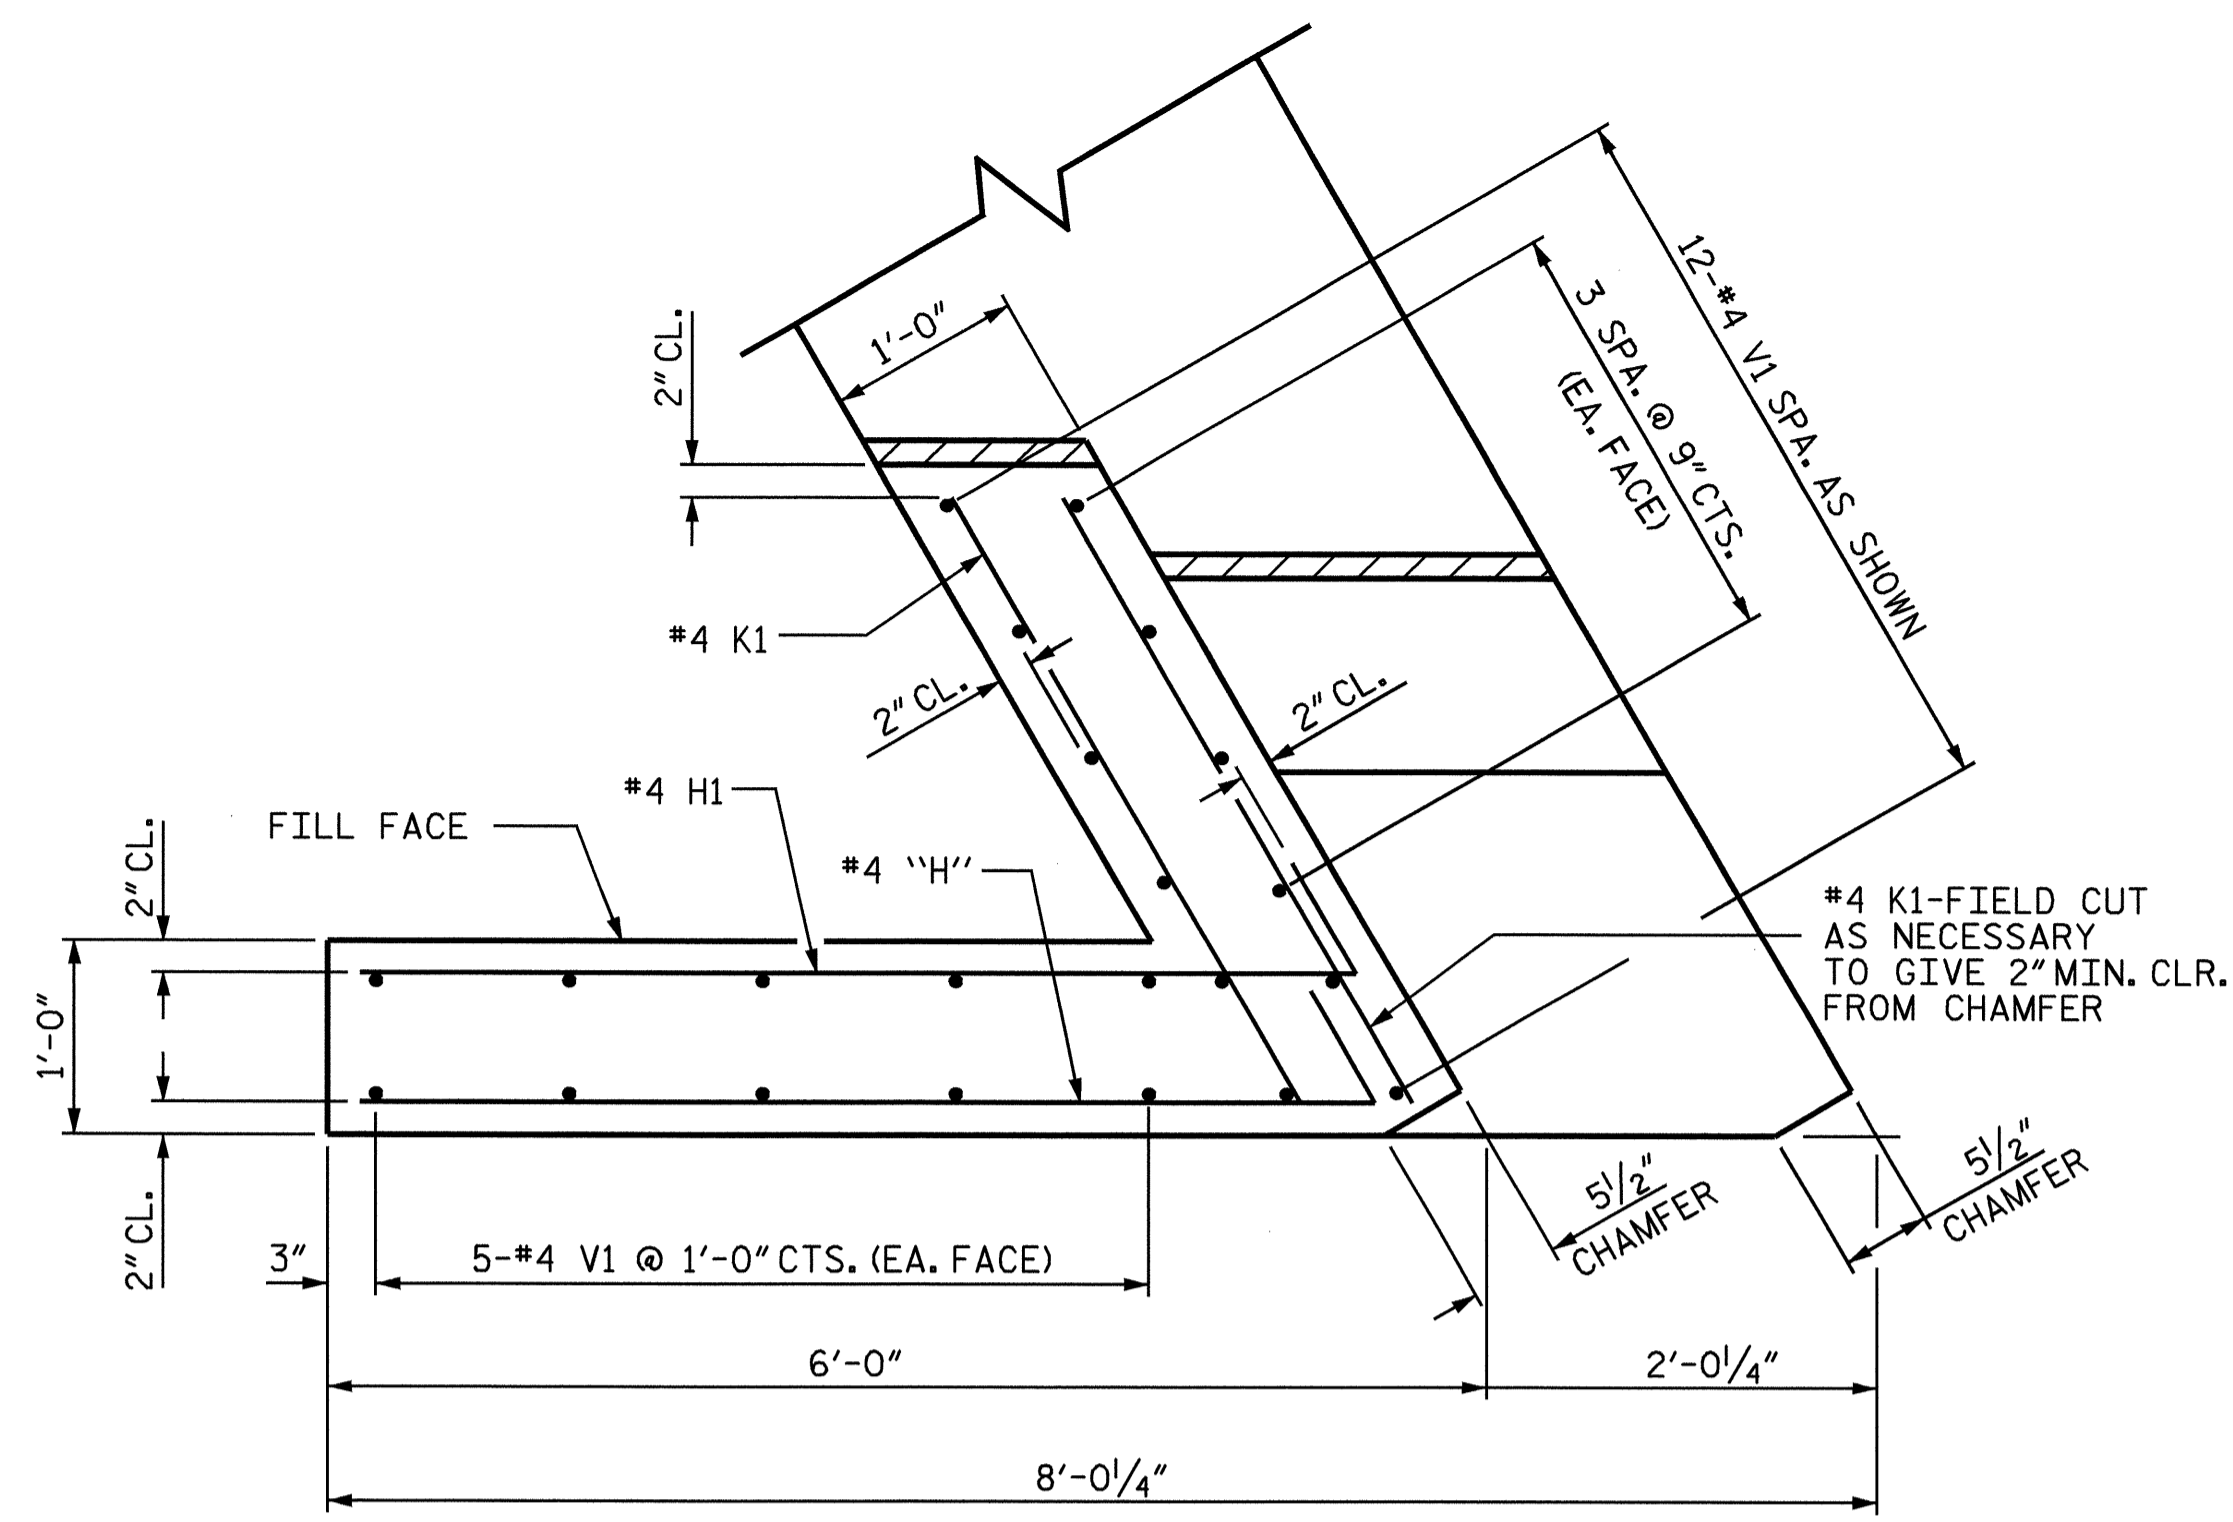 1'-0"
2" CL.
12-#4 V1 SPA. AS SHOWN
3 SPA. @ 9" CTS.
(EA. FACE)
#4 K1
2" CL.
2" CL.
#4 H1
FILL FACE
#4 "H"
2" CL.
#4 K1-FIELD CUT
AS NECESSARY
TO GIVE 2" MIN. CLR.
FROM CHAMFER
1'-0"
2" CL.
3"
5-#4 V1 @ 1'-0" CTS. (EA. FACE)
5 1/2"
CHAMFER
5 1/2"
CHAMFER
6'-0"
2'-0 1/4"
8'-0 1/4"